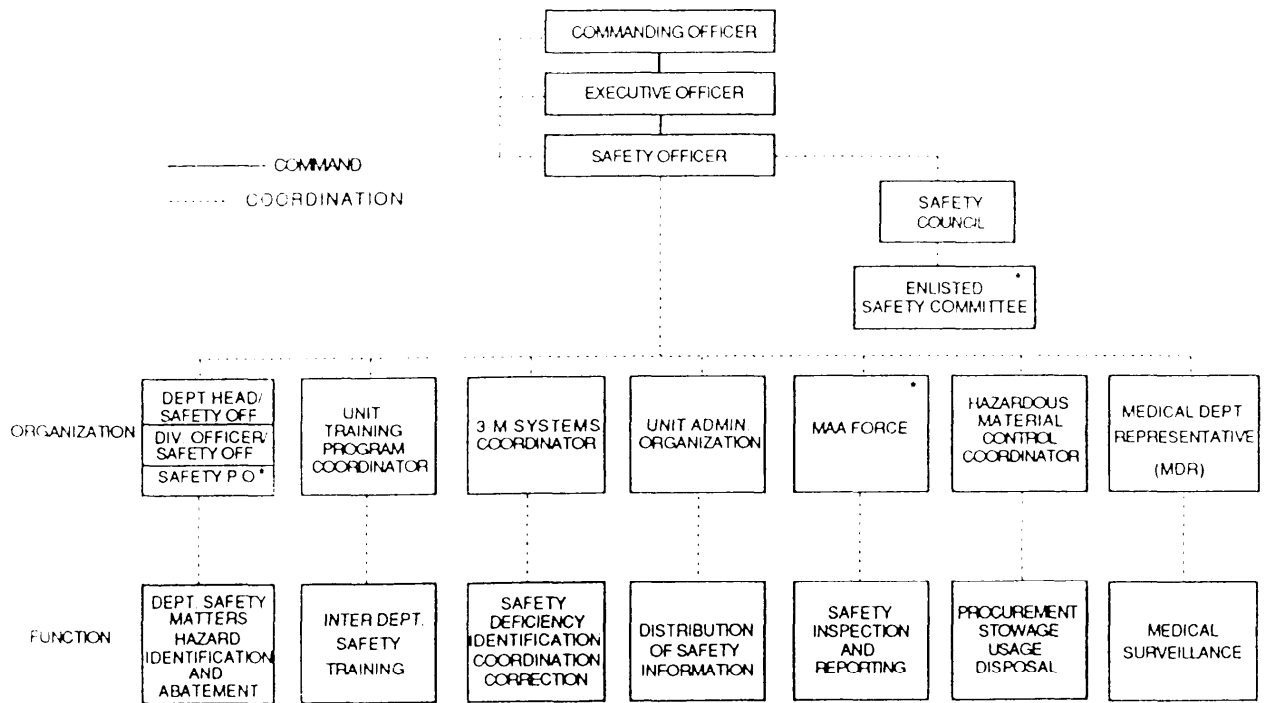 COMMANDING OFFICER
EXECUTIVE OFFICER
SAFETY OFFICER
COMMAND
COORDINATION
SAFETY
COUNCIL
ENLISTED *
SAFETY COMMITTEE
ORGANIZATION
DEPT HEAD/
SAFETY OFF
DIV. OFFICER/
SAFETY OFF
SAFETY P O *
UNIT
TRAINING
PROGRAM
COORDINATOR
3 M SYSTEMS
COORDINATOR
UNIT ADMIN.
ORGANIZATION
*
MAA FORCE
HAZARDOUS
MATERIAL
CONTROL
COORDINATOR
MEDICAL DEPT
REPRESENTATIVE
(MDR)
FUNCTION
DEPT. SAFETY
MATTERS
HAZARD
IDENTIFICATION
AND
ABATEMENT
INTER DEPT.
SAFETY
TRAINING
SAFETY
DEFICIENCY
IDENTIFICATION
COORDINATION
CORRECTION
DISTRIBUTION
OF SAFETY
INFORMATION
SAFETY
INSPECTION
AND
REPORTING
PROCUREMENT
STOWAGE
USAGE
DISPOSAL
MEDICAL
SURVEILLANCE